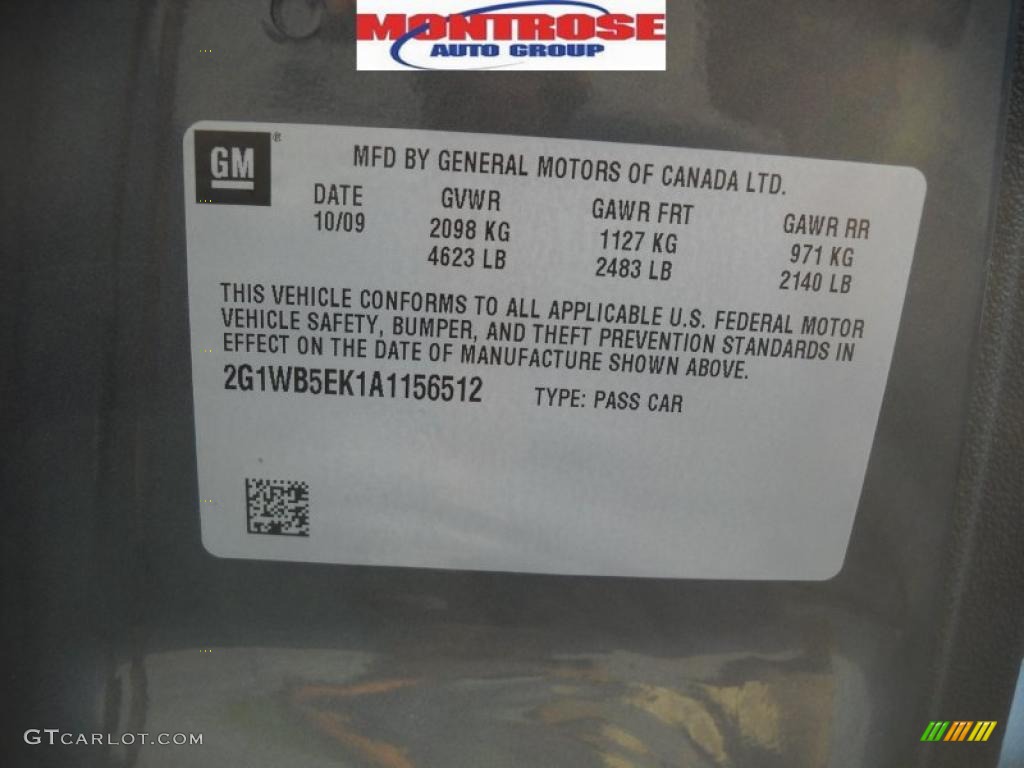 MONTROSE
AUTO GROUP
GM®
MFD BY GENERAL MOTORS OF CANADA LTD.
DATE GVWR GAWR FRT GAWR RR
10/09 2098 KG 1127 KG 971 KG
4623 LB 2483 LB 2140 LB
THIS VEHICLE CONFORMS TO ALL APPLICABLE U.S. FEDERAL MOTOR
VEHICLE SAFETY, BUMPER, AND THEFT PREVENTION STANDARDS IN
EFFECT ON THE DATE OF MANUFACTURE SHOWN ABOVE.
2G1WB5EK1A1156512 TYPE: PASS CAR
GTCARLOT.COM